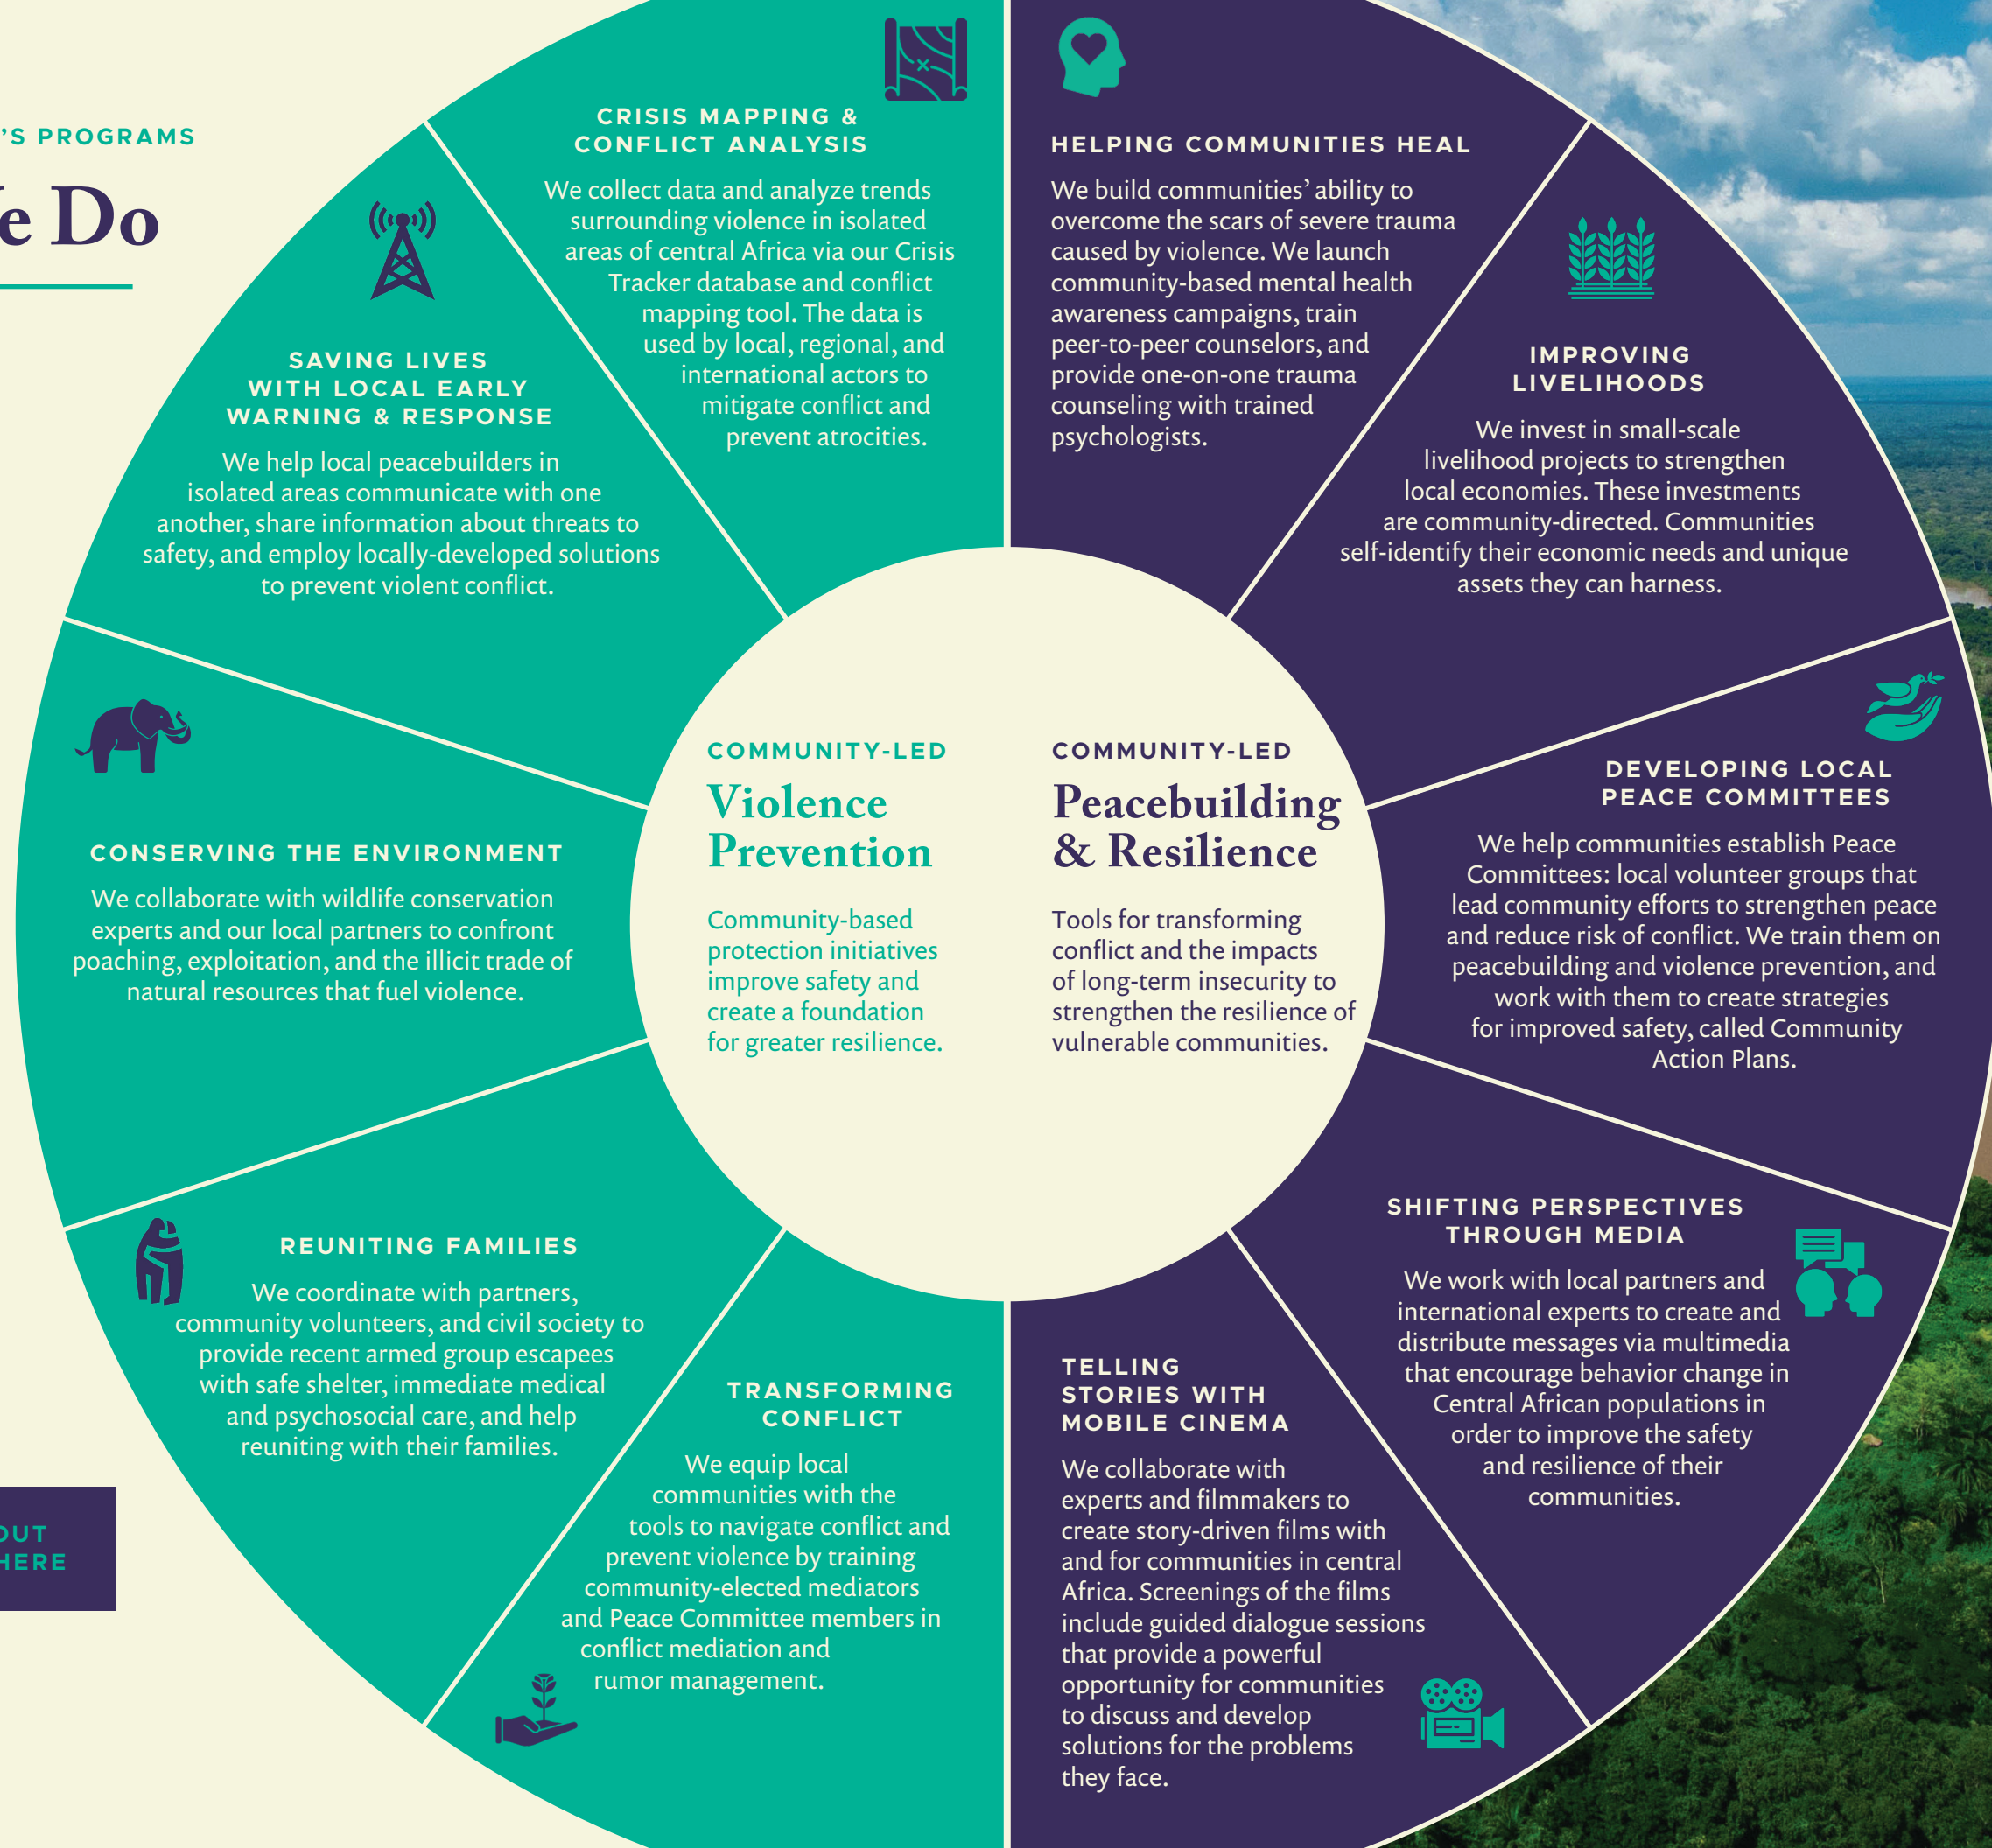 ’S PROGRAMS
Do
CRISIS MAPPING &
CONFLICT ANALYSIS
We collect data and analyze trends
surrounding violence in isolated
areas of central Africa via our Crisis
Tracker database and conflict
mapping tool. The data is
used by local, regional, and
international actors to
mitigate conflict and
prevent atrocities.
HELPING COMMUNITIES HEAL
We build communities’ ability to
overcome the scars of severe trauma
caused by violence. We launch
community-based mental health
awareness campaigns, train
peer-to-peer counselors, and
provide one-on-one trauma
counseling with trained
psychologists.
SAVING LIVES
WITH LOCAL EARLY
WARNING & RESPONSE
We help local peacebuilders in
isolated areas communicate with one
another, share information about threats to
safety, and employ locally-developed solutions
to prevent violent conflict.
IMPROVING
LIVELIHOODS
We invest in small-scale
livelihood projects to strengthen
local economies. These investments
are community-directed. Communities
self-identify their economic needs and unique
assets they can harness.
CONSERVING THE ENVIRONMENT
We collaborate with wildlife conservation
experts and our local partners to confront
poaching, exploitation, and the illicit trade of
natural resources that fuel violence.
COMMUNITY-LED
Violence
Prevention
Community-based
protection initiatives
improve safety and
create a foundation
for greater resilience.
COMMUNITY-LED
Peacebuilding
& Resilience
Tools for transforming
conflict and the impacts
of long-term insecurity to
strengthen the resilience of
vulnerable communities.
DEVELOPING LOCAL
PEACE COMMITTEES
We help communities establish Peace
Committees: local volunteer groups that
lead community efforts to strengthen peace
and reduce risk of conflict. We train them on
peacebuilding and violence prevention, and
work with them to create strategies
for improved safety, called Community
Action Plans.
REUNITING FAMILIES
We coordinate with partners,
community volunteers, and civil society to
provide recent armed group escapees
with safe shelter, immediate medical
and psychosocial care, and help
reuniting with their families.
SHIFTING PERSPECTIVES
THROUGH MEDIA
We work with local partners and
international experts to create and
distribute messages via multimedia
that encourage behavior change in
Central African populations in
order to improve the safety
and resilience of their
communities.
TRANSFORMING
CONFLICT
We equip local
communities with the
tools to navigate conflict and
prevent violence by training
community-elected mediators
and Peace Committee members in
conflict mediation and
rumor management.
TELLING
STORIES WITH
MOBILE CINEMA
We collaborate with
experts and filmmakers to
create story-driven films with
and for communities in central
Africa. Screenings of the films
include guided dialogue sessions
that provide a powerful
opportunity for communities
to discuss and develop
solutions for the problems
they face.
OUT
HERE